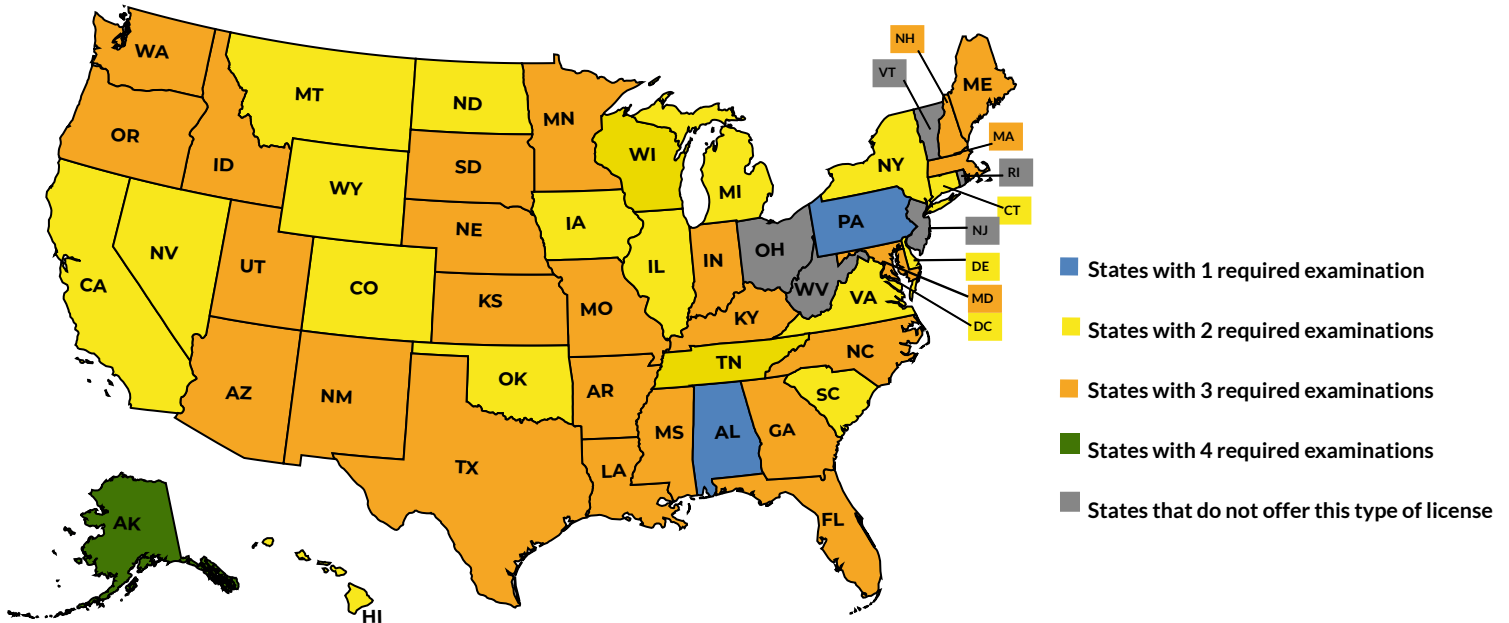 WA
MT
ND
MN
OR
ID
WY
SD
WI
MI
NY
ME
NH
VT
MA
RI
CT
NJ
DE
MD
DC
PA
NV
UT
CO
NE
IA
IL
IN
OH
WV
VA
CA
KS
MO
KY
NC
TN
AZ
NM
OK
AR
SC
MS
AL
GA
TX
LA
FL
AK
HI
States with 1 required examination
States with 2 required examinations
States with 3 required examinations
States with 4 required examinations
States that do not offer this type of license